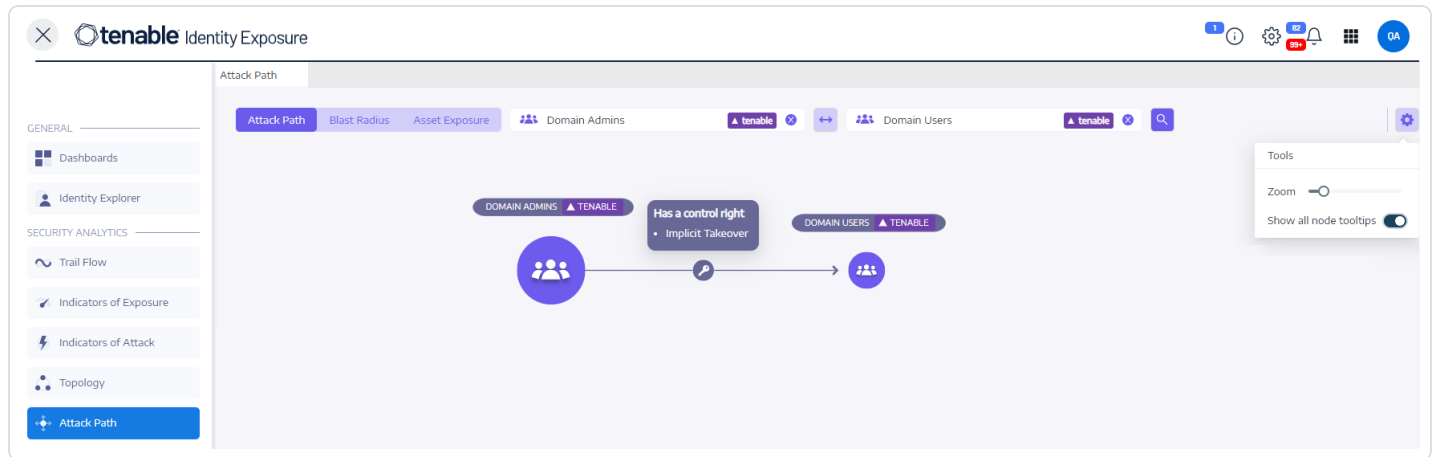 tenable Identity Exposure
1
82
99+
QA
Attack Path
GENERAL
Dashboards
Identity Explorer
SECURITY ANALYTICS
Trail Flow
Indicators of Exposure
Indicators of Attack
Topology
Attack Path
Attack Path Blast Radius Asset Exposure Domain Admins tenable Domain Users tenable
Tools
Zoom
Show all node tooltips
DOMAIN ADMINS TENABLE
Has a control right
• Implicit Takeover
DOMAIN USERS TENABLE